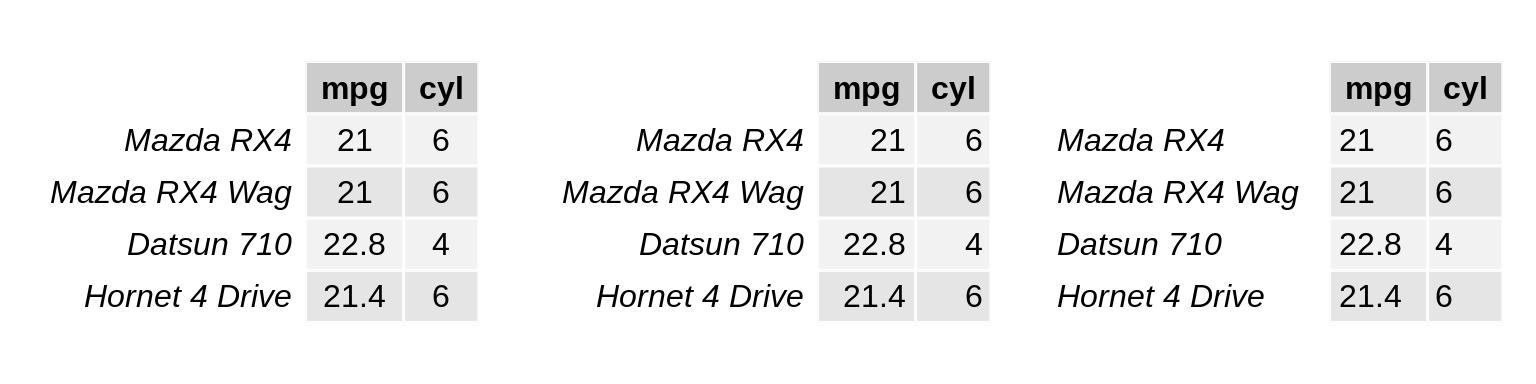 mpg cyl mpg cyl mpg cyl
Mazda RX4 21 6 Mazda RX4 21 6 Mazda RX4 21 6
Mazda RX4 Wag 21 6 Mazda RX4 Wag 21 6 Mazda RX4 Wag 21 6
Datsun 710 22.8 4 Datsun 710 22.8 4 Datsun 710 22.8 4
Hornet 4 Drive 21.4 6 Hornet 4 Drive 21.4 6 Hornet 4 Drive 21.4 6